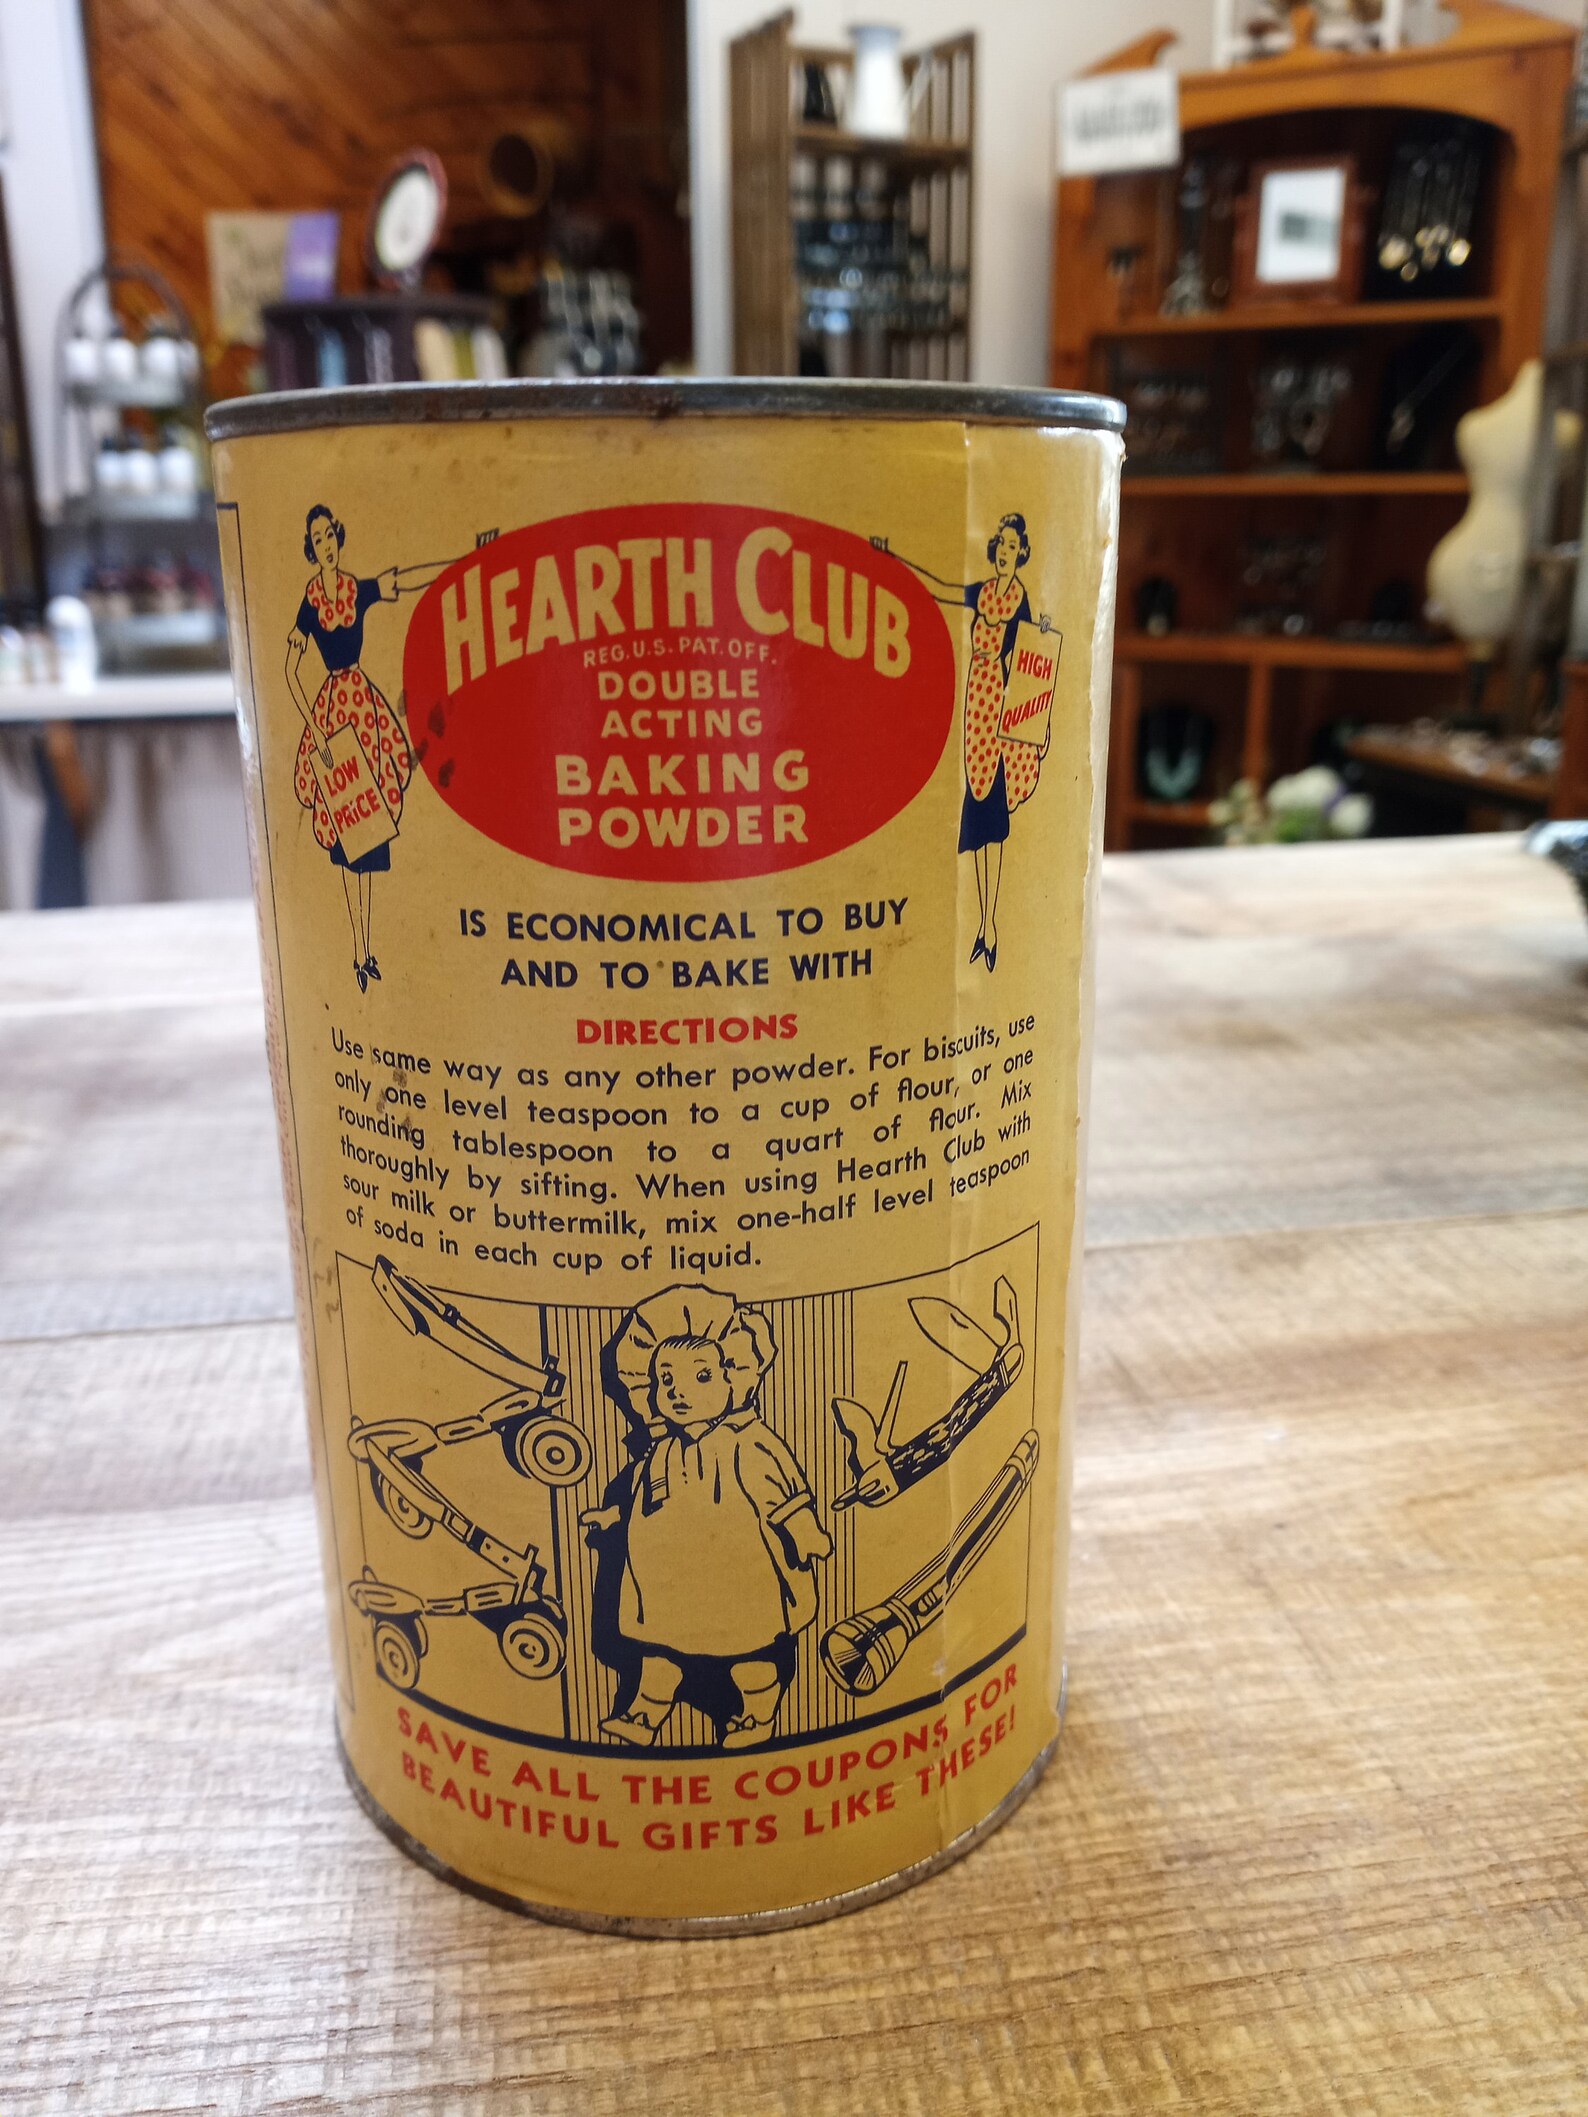 HEARTH CLUB
REG. U.S. PAT. OFF.
DOUBLE
ACTING
BAKING
POWDER
LOW
PRICE
HIGH
QUALITY
IS ECONOMICAL TO BUY
AND TO BAKE WITH
DIRECTIONS
Use same way as any other powder. For biscuits, use
only one level teaspoon to a cup of flour, or one
rounding tablespoon to a quart of flour. Mix
thoroughly by sifting. When using Hearth Club with
sour milk or buttermilk, mix one-half level teaspoon
of soda in each cup of liquid.
SAVE ALL THE COUPONS FOR
BEAUTIFUL GIFTS LIKE THESE!